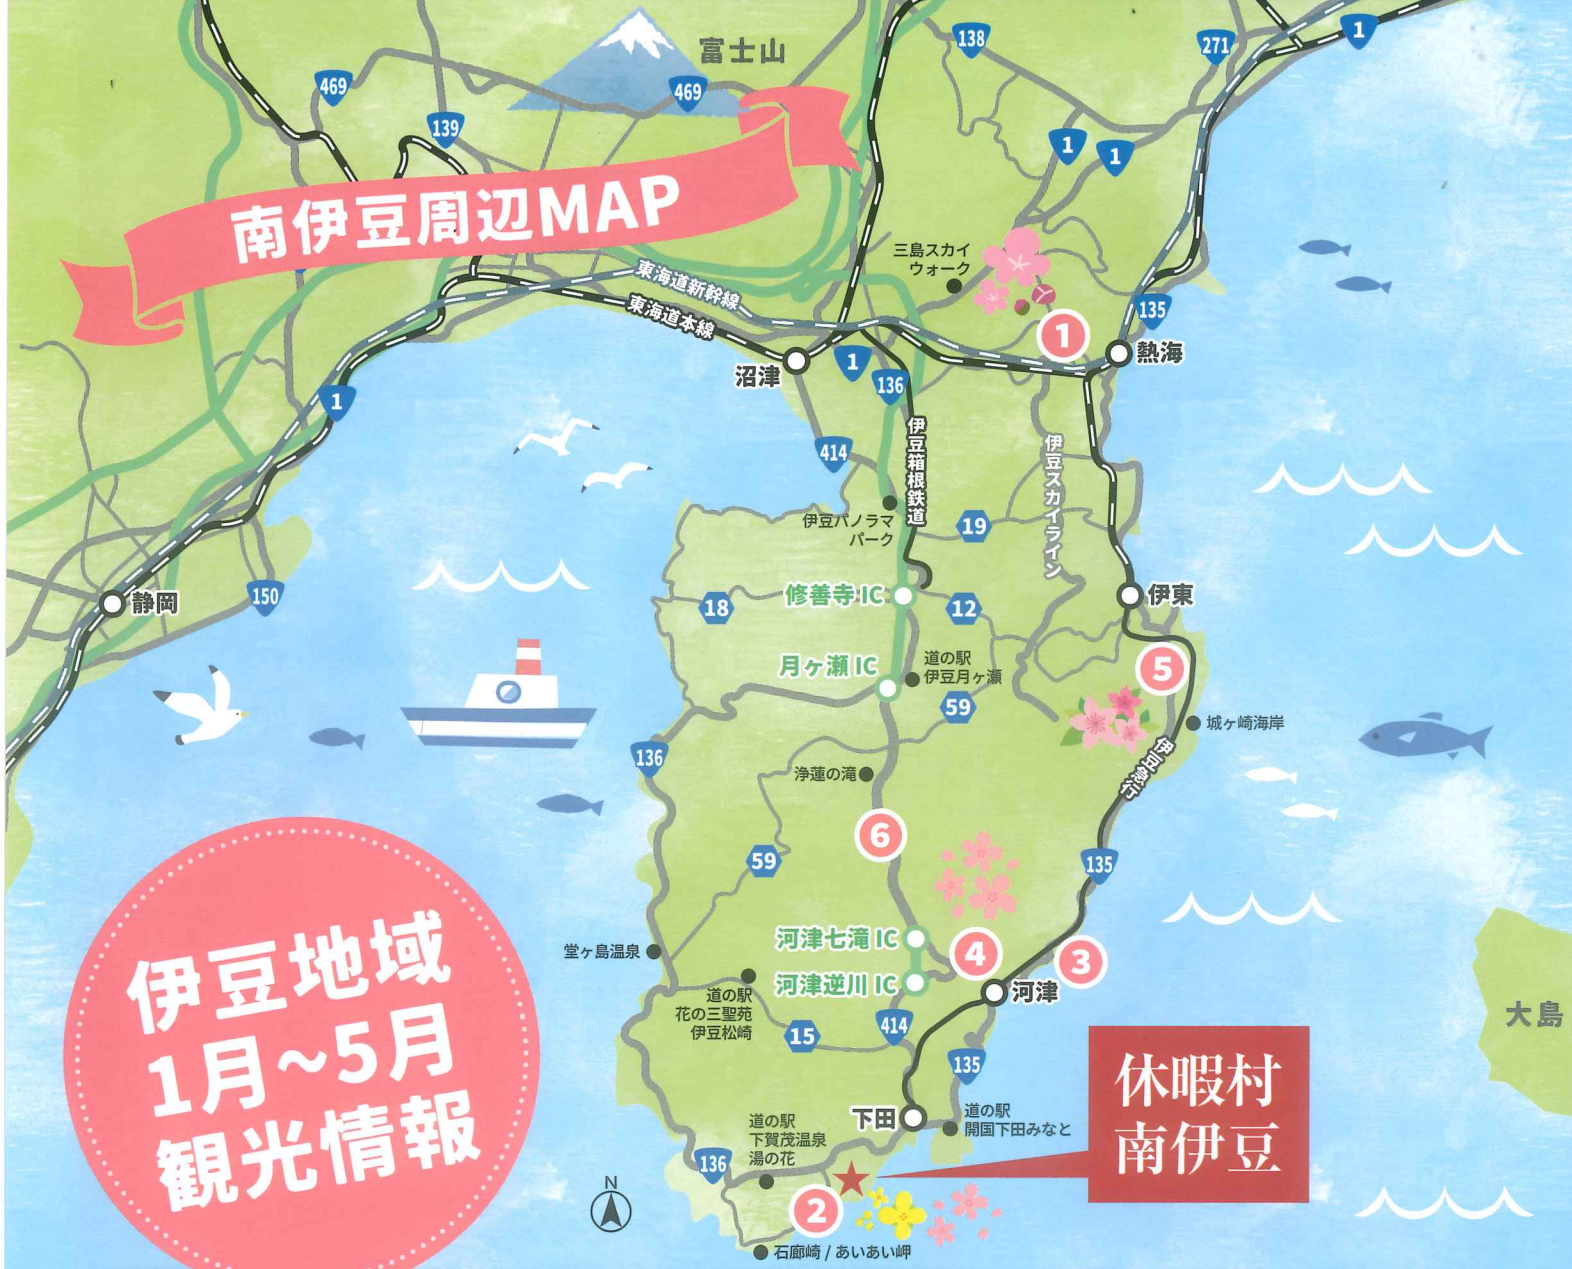 富士山
138
271
1
469
469
139
1
1
南伊豆周辺MAP
三島スカイ
ウォーク
東海道新幹線
東海道本線
135
1
熱海
沼津
1
136
1
414
伊豆箱根鉄道
伊豆スカイライン
伊豆パノラマ
パーク
19
静岡
150
18
修善寺 IC
12
伊東
月ヶ瀬 IC
道の駅
伊豆月ヶ瀬
5
59
城ヶ崎海岸
136
伊豆急行
浄蓮の滝
6
59
135
堂ヶ島温泉
河津七滝 IC
4
3
河津逆川 IC
河津
道の駅
花の三聖苑
伊豆松崎
15
414
135
大島
伊豆地域
1月~5月
観光情報
休暇村
南伊豆
下田
道の駅
開国下田みなと
道の駅
下賀茂温泉
湯の花
136
N
2
石廊崎 / あいあい岬